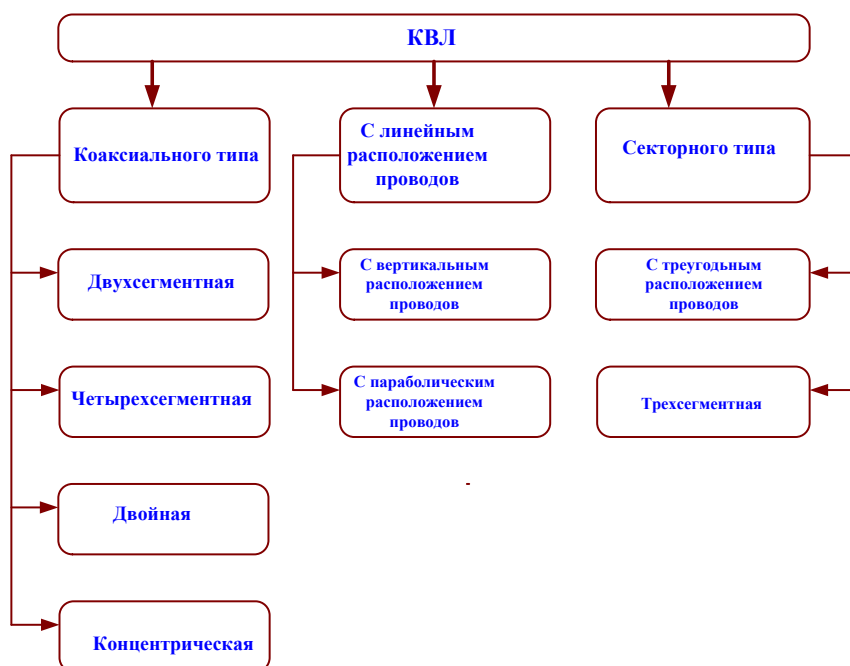 КВЛ
Коаксиального типа
С линейным
расположением
проводов
Секторного типа
Двухсегментная
С вертикальным
расположением
проводов
С треугодьным
расположением
проводов
Четырехсегментная
С параболическим
расположением
проводов
Трехсегментная
-
Двойная
Концентрическая